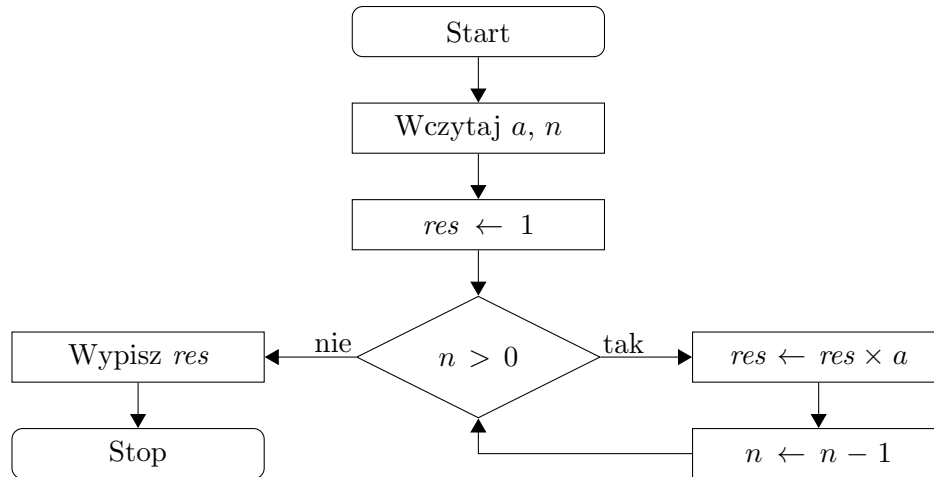 Start
Wczytaj a, n
res ← 1
n > 0
nie
tak
Wypisz res
Stop
res ← res × a
n ← n − 1